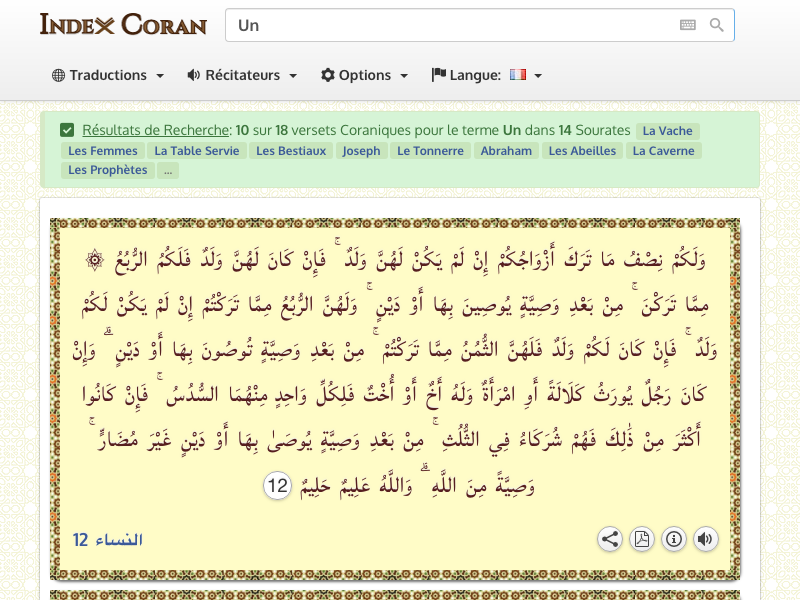 INDEX CORAN
Un
Traductions
Récitateurs
Options
Langue:
Résultats de Recherche: 10 sur 18 versets Coraniques pour le terme Un dans 14 Sourates La Vache
Les Femmes La Table Servie Les Bestiaux Joseph Le Tonnerre Abraham Les Abeilles La Caverne
Les Prophètes ...
۞ وَلَكُمْ نِصْفُ مَا تَرَكَ أَزْوَاجُكُمْ إِنْ لَمْ يَكُنْ لَهُنَّ وَلَدٌ ۚ فَإِنْ كَانَ لَهُنَّ وَلَدٌ فَلَكُمُ الرُّبُعُ
مِمَّا تَرَكْنَ ۚ مِنْ بَعْدِ وَصِيَّةٍ يُوصِينَ بِهَا أَوْ دَيْنٍ ۚ وَلَهُنَّ الرُّبُعُ مِمَّا تَرَكْتُمْ إِنْ لَمْ يَكُنْ لَكُمْ
وَلَدٌ ۚ فَإِنْ كَانَ لَكُمْ وَلَدٌ فَلَهُنَّ الثُّمُنُ مِمَّا تَرَكْتُمْ ۚ مِنْ بَعْدِ وَصِيَّةٍ تُوصُونَ بِهَا أَوْ دَيْنٍ ۗ وَإِنْ
كَانَ رَجُلٌ يُورَثُ كَلَالَةً أَوِ امْرَأَةٌ وَلَهُ أَخٌ أَوْ أُخْتٌ فَلِكُلِّ وَاحِدٍ مِنْهُمَا السُّدُسُ ۚ فَإِنْ كَانُوا
أَكْثَرَ مِنْ ذَٰلِكَ فَهُمْ شُرَكَاءُ فِي الثُّلُثِ ۚ مِنْ بَعْدِ وَصِيَّةٍ يُوصَىٰ بِهَا أَوْ دَيْنٍ غَيْرَ مُضَارٍّ ۚ
وَصِيَّةً مِنَ اللَّهِ ۗ وَاللَّهُ عَلِيمٌ حَلِيمٌ 12
النساء 12